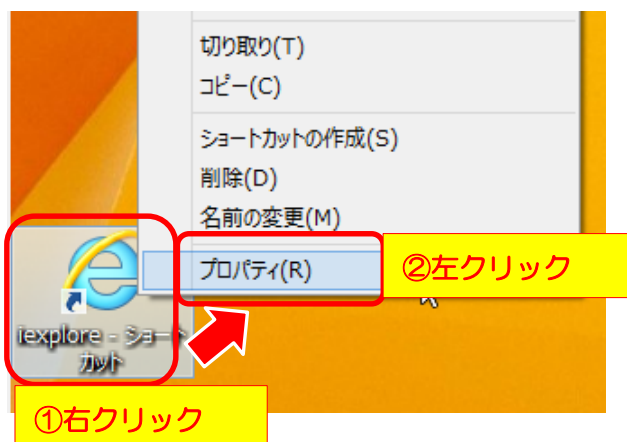 切り取り(T)
コピー(C)
ショートカットの作成(S)
削除(D)
名前の変更(M)
プロパティ(R)
②左クリック
iexplore - ショート
カット
①右クリック